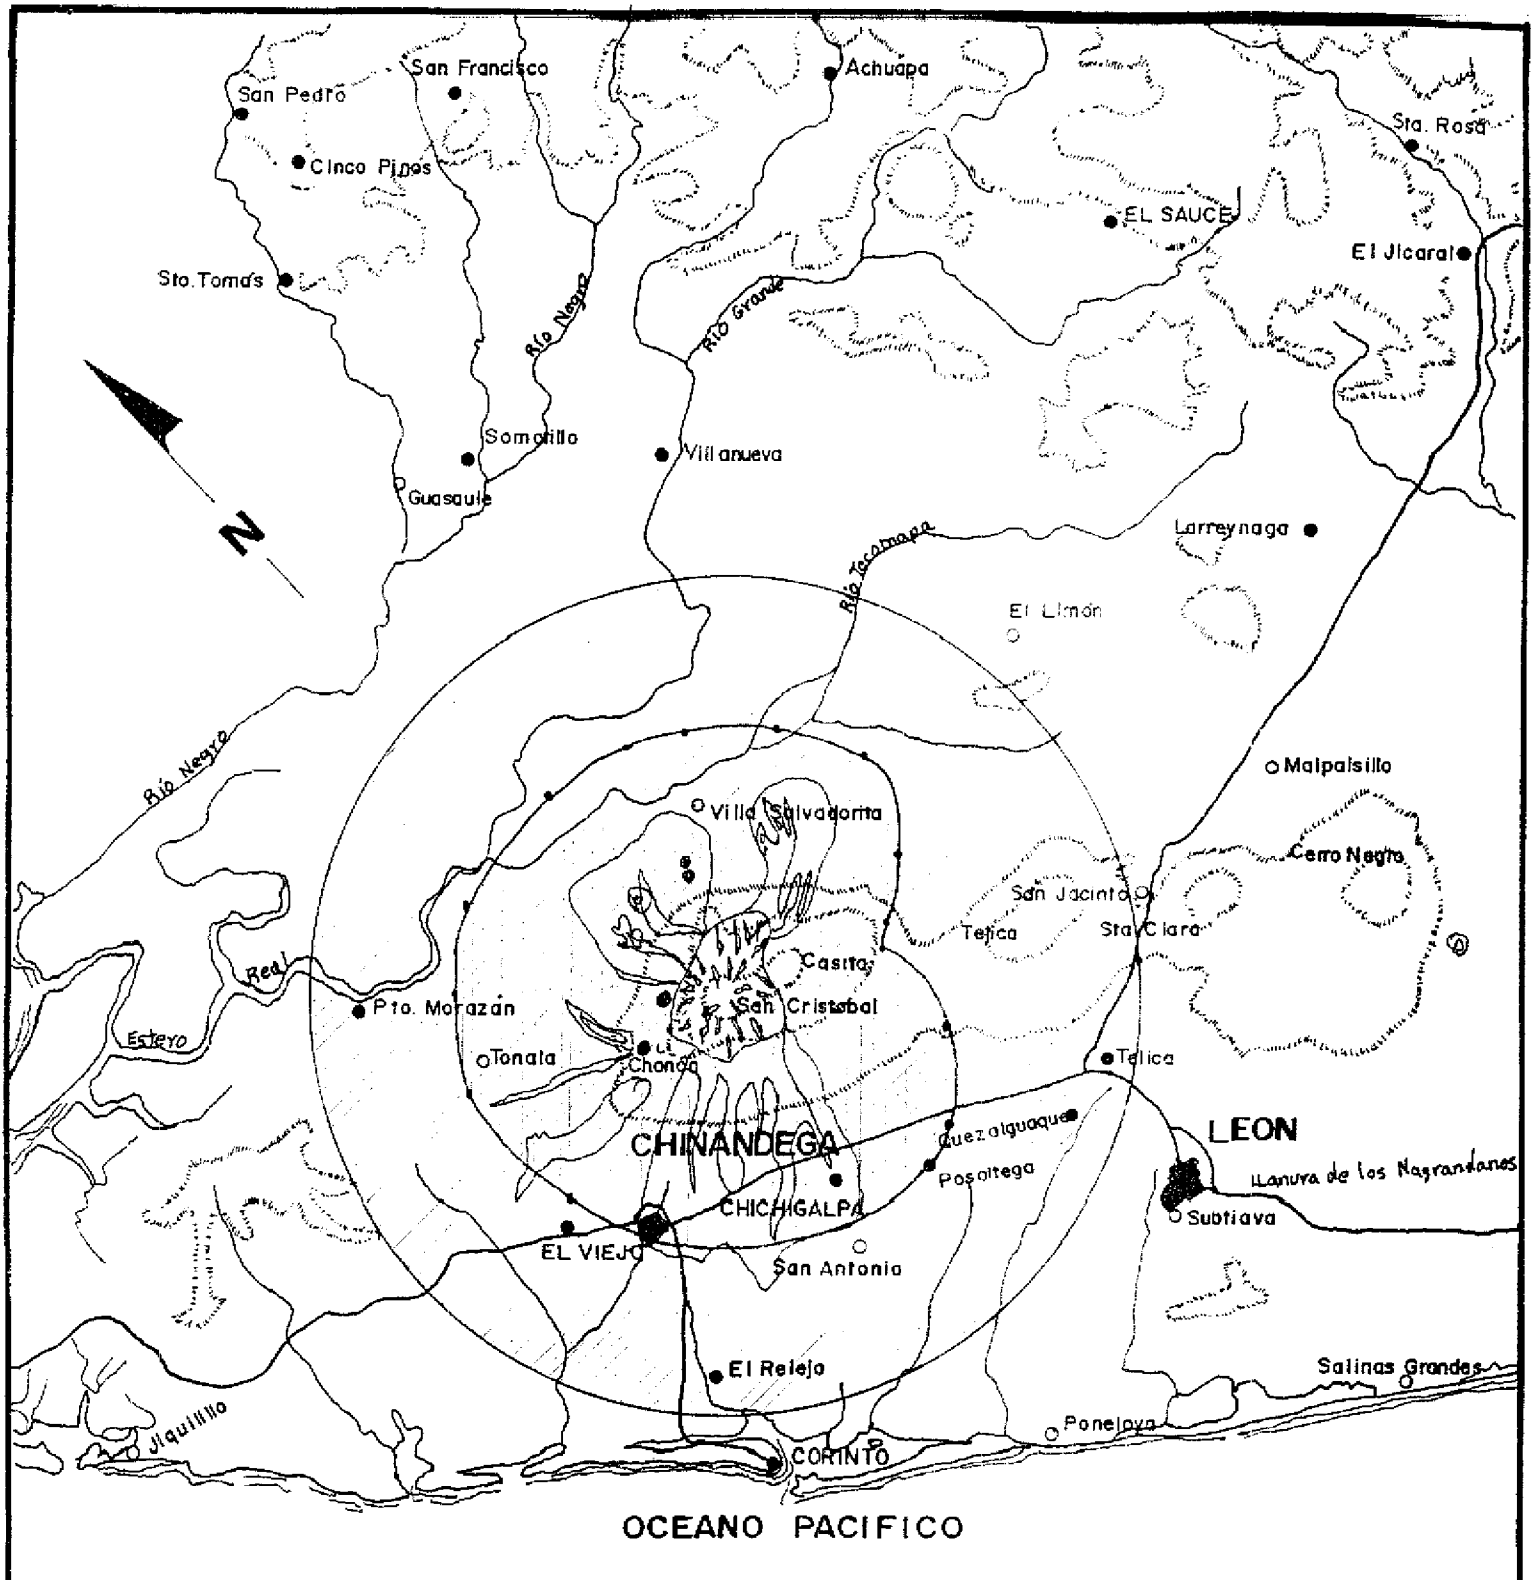 San Francisco
Achuapa
San Pedro
Sta. Rosa
Cinco Pinos
EL SAUCE
El Jicaral
Sto. Tomás
Río Negro
Río Grande
Somotillo
Villanueva
Guasaule
N
Larreynaga
Río Tecomapa
El Limón
Río Negro
Malpaisillo
Villa Salvadorita
Cerro Negro
San Jacinto
Telica
Sta. Clara
Casita
Real
Pto. Morazán
San Cristobal
Estero
Tonala
Chonco
Telica
CHINANDEGA
Quezalguaque
LEON
Posoltega
LLanura de los Nagrandanos
CHICHIGALPA
Subtiava
EL VIEJO
San Antonio
El Relejo
Salinas Grandes
Jiquilillo
Poneloya
CORINTO
OCEANO PACIFICO